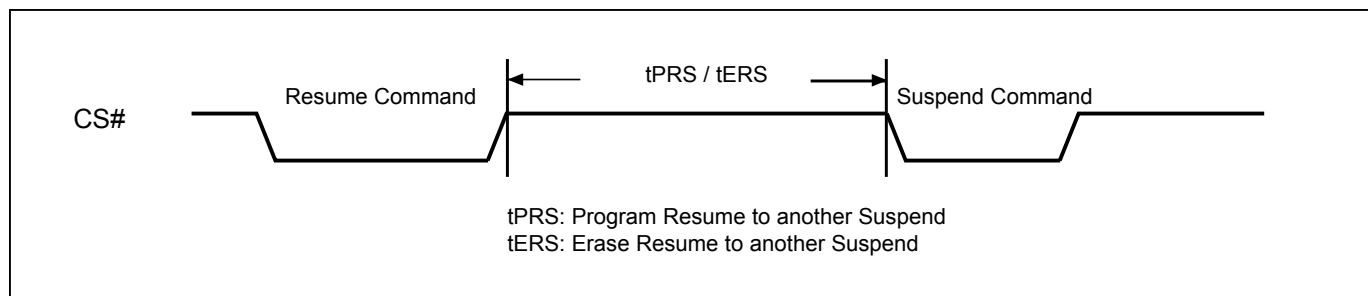 tPRS / tERS
Resume Command
Suspend Command
CS#
tPRS: Program Resume to another Suspend
tERS: Erase Resume to another Suspend